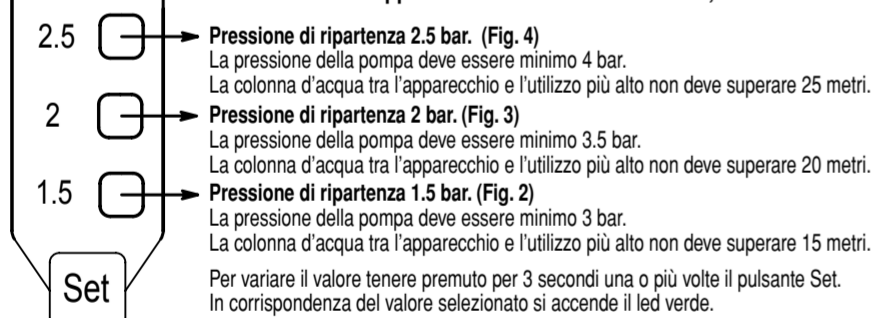 2.5
Pressione di ripartenza 2.5 bar. (Fig. 4)
La pressione della pompa deve essere minimo 4 bar.
La colonna d'acqua tra l'apparecchio e l'utilizzo più alto non deve superare 25 metri.
2
Pressione di ripartenza 2 bar. (Fig. 3)
La pressione della pompa deve essere minimo 3.5 bar.
La colonna d'acqua tra l'apparecchio e l'utilizzo più alto non deve superare 20 metri.
1.5
Pressione di ripartenza 1.5 bar. (Fig. 2)
La pressione della pompa deve essere minimo 3 bar.
La colonna d'acqua tra l'apparecchio e l'utilizzo più alto non deve superare 15 metri.
Set
Per variare il valore tenere premuto per 3 secondi una o più volte il pulsante Set.
In corrispondenza del valore selezionato si accende il led verde.